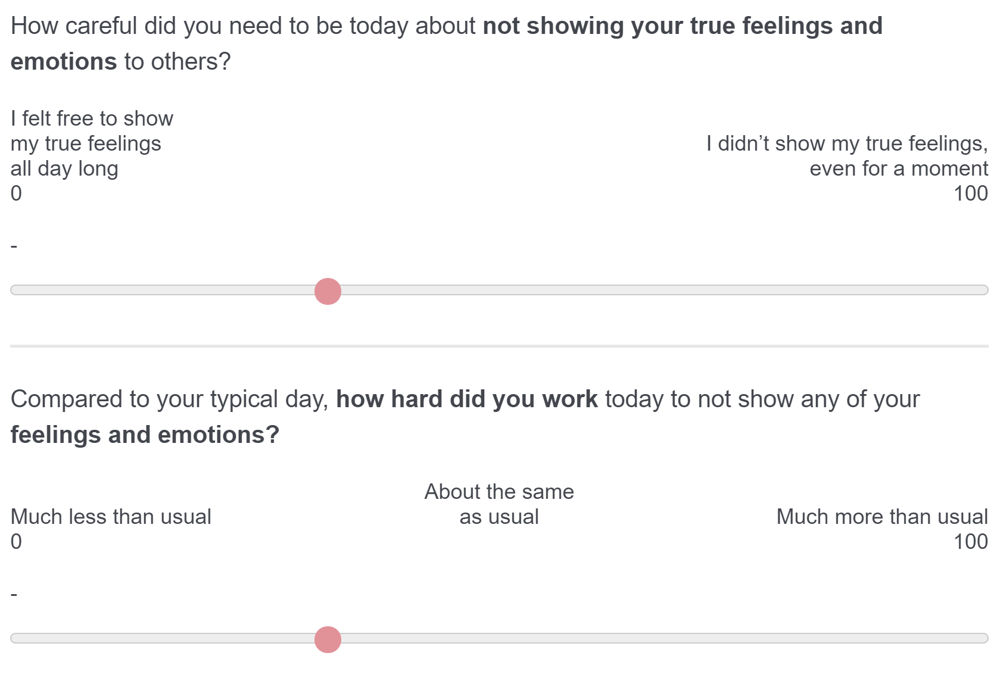 How careful did you need to be today about not showing your true feelings and
emotions to others?
I felt free to show
my true feelings
all day long
0
I didn’t show my true feelings,
even for a moment
100
-
Compared to your typical day, how hard did you work today to not show any of your
feelings and emotions?
Much less than usual
0
About the same
as usual
Much more than usual
100
-